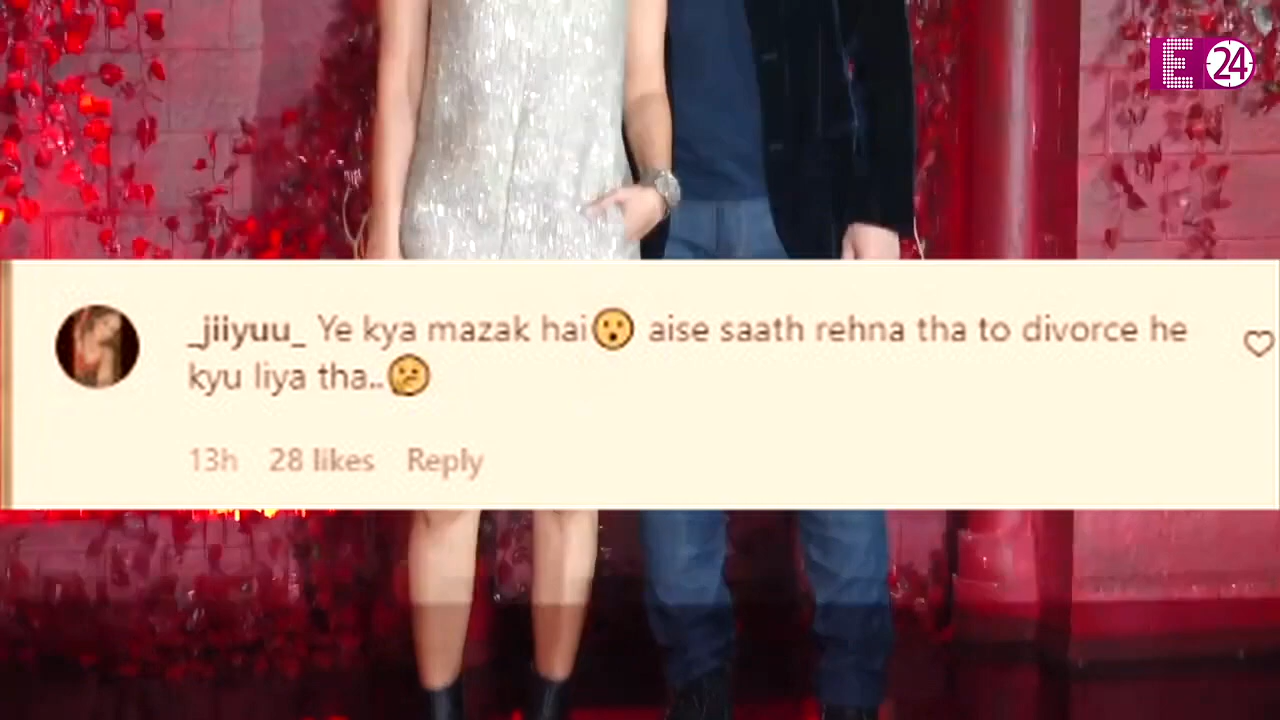 E 24
_jiiyuu_ Ye kya mazak hai😮 aise saath rehna tha to divorce he
kyu liya tha..🤔
13h 28 likes Reply